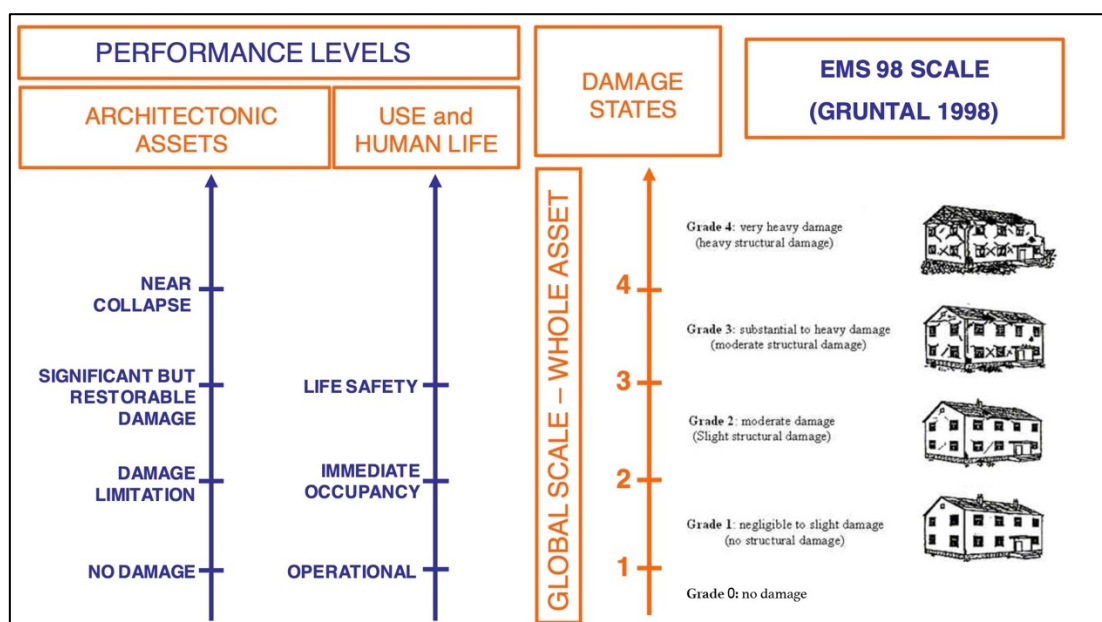 PERFORMANCE LEVELS
ARCHITECTONIC
ASSETS
USE and
HUMAN LIFE
NEAR
COLLAPSE
SIGNIFICANT BUT
RESTORABLE
DAMAGE
DAMAGE
LIMITATION
NO DAMAGE
LIFE SAFETY
IMMEDIATE
OCCUPANCY
OPERATIONAL
DAMAGE
STATES
GLOBAL SCALE – WHOLE ASSET
4
3
2
1
EMS 98 SCALE
(GRUNTAL 1998)
Grade 4: very heavy damage
(heavy structural damage)
Grade 3: substantial to heavy damage
(moderate structural damage)
Grade 2: moderate damage
(Slight structural damage)
Grade 1: negligible to slight damage
(no structural damage)
Grade 0: no damage